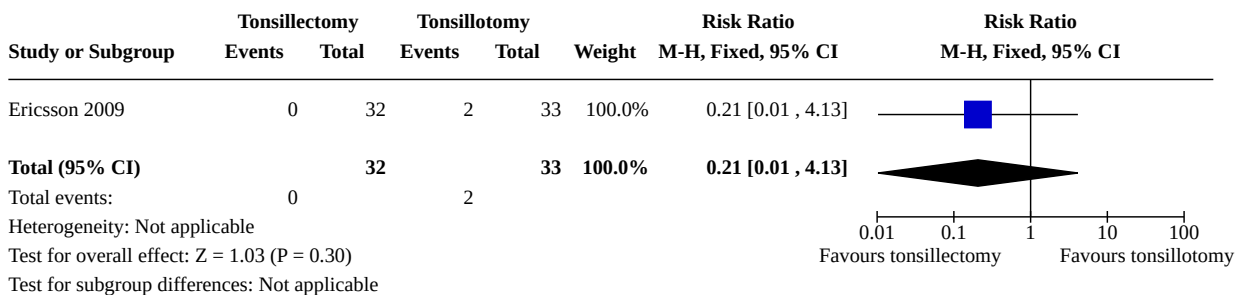 Tonsillectomy Tonsillotomy Risk Ratio Risk Ratio
Study or Subgroup Events Total Events Total Weight M-H, Fixed, 95% CI M-H, Fixed, 95% CI
Ericsson 2009 0 32 2 33 100.0% 0.21 [0.01 , 4.13]
Total (95% CI) 32 33 100.0% 0.21 [0.01 , 4.13]
Total events: 0 2
Heterogeneity: Not applicable
0.01 0.1 1 10 100
Test for overall effect: Z = 1.03 (P = 0.30) Favours tonsillectomy Favours tonsillotomy
Test for subgroup differences: Not applicable